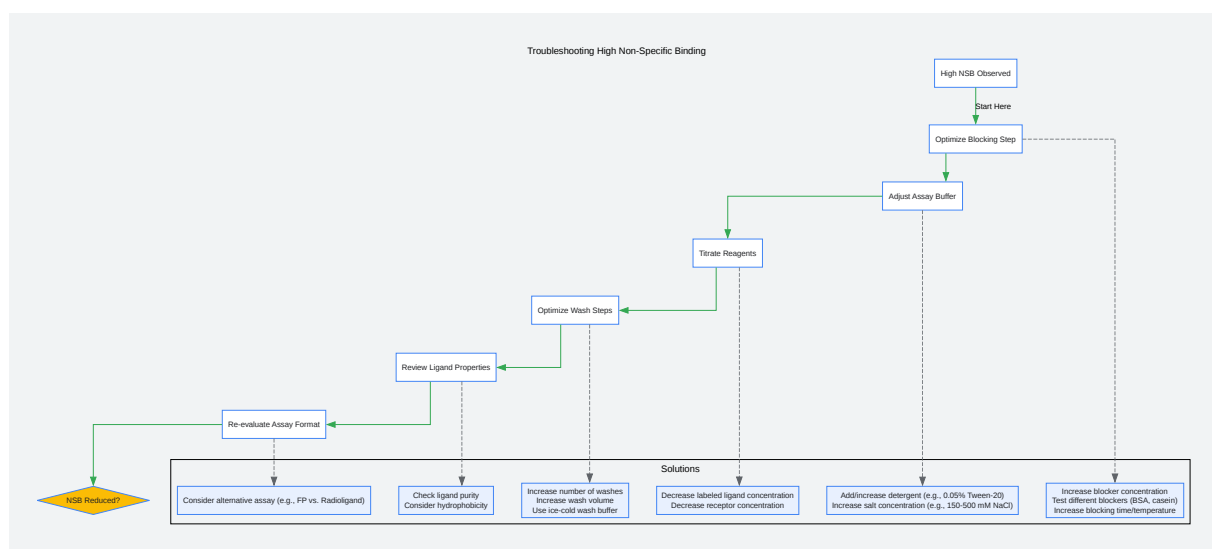 Troubleshooting High Non-Specific Binding
High NSB Observed
Start Here
Optimize Blocking Step
Adjust Assay Buffer
Titrate Reagents
Optimize Wash Steps
Review Ligand Properties
Re-evaluate Assay Format
NSB Reduced?
Solutions
Consider alternative assay (e.g., FP vs. Radioligand)
Check ligand purity
Consider hydrophobicity
Increase number of washes
Increase wash volume
Use ice-cold wash buffer
Decrease labeled ligand concentration
Decrease receptor concentration
Add/increase detergent (e.g., 0.05% Tween-20)
Increase salt concentration (e.g., 150-500 mM NaCl)
Increase blocker concentration
Test different blockers (BSA, casein)
Increase blocking time/temperature